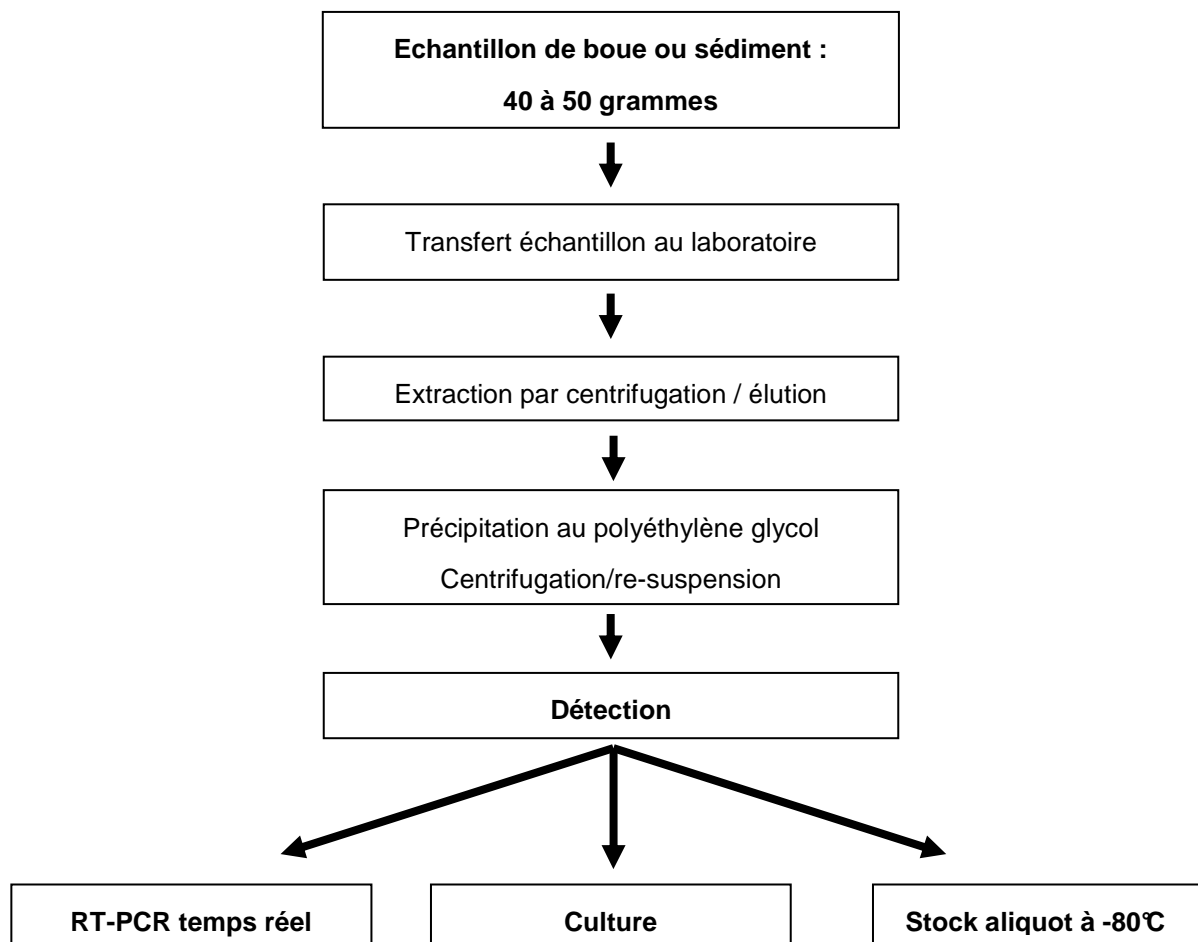 Echantillon de boue ou sédiment :
40 à 50 grammes
Transfert échantillon au laboratoire
Extraction par centrifugation / élution
Précipitation au polyéthylène glycol
Centrifugation/re-suspension
Détection
RT-PCR temps réel
Culture
Stock aliquot à -80°C